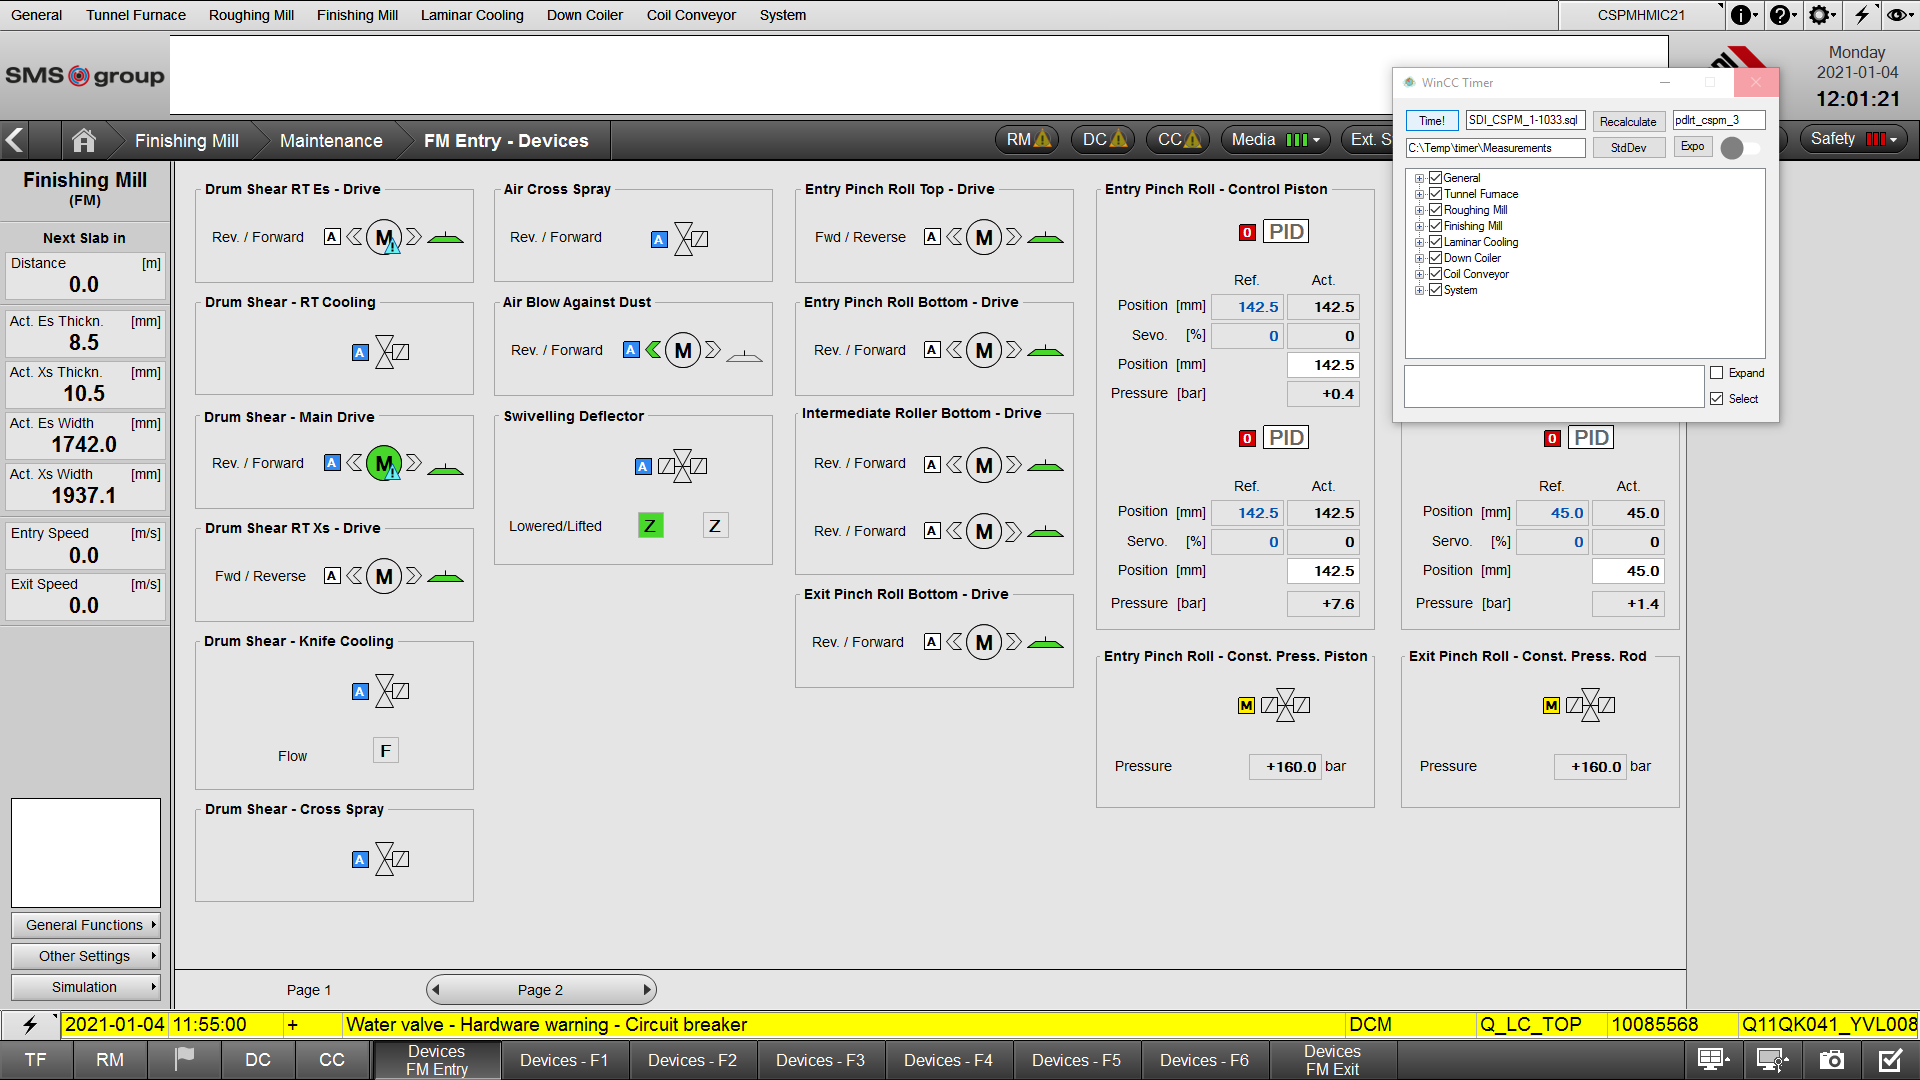 General Tunnel Furnace Roughing Mill Finishing Mill Laminar Cooling Down Coiler Coil Conveyor System CSPMHMIC21
SMS group
Monday
2021-01-04
12:01:21
Finishing Mill Maintenance FM Entry - Devices RM DC CC Media Ext. S Safety
WinCC Timer
Time! SDI_CSPM_1-1033.sql Recalculate pdlrt_cspm_3
C:\Temp\timer\Measurements StdDev Expo
General
Tunnel Furnace
Roughing Mill
Finishing Mill
Laminar Cooling
Down Coiler
Coil Conveyor
System
Expand
Select
Finishing Mill
(FM)
Next Slab in
Distance [m]
0.0
Act. Es Thickn. [mm]
8.5
Act. Xs Thickn. [mm]
10.5
Act. Es Width [mm]
1742.0
Act. Xs Width [mm]
1937.1
Entry Speed [m/s]
0.0
Exit Speed [m/s]
0.0
General Functions
Other Settings
Simulation
Drum Shear RT Es - Drive
Rev. / Forward A M
Drum Shear - RT Cooling
A
Drum Shear - Main Drive
Rev. / Forward A M
Drum Shear RT Xs - Drive
Fwd / Reverse A M
Drum Shear - Knife Cooling
A
Flow F
Drum Shear - Cross Spray
A
Air Cross Spray
Rev. / Forward A
Air Blow Against Dust
Rev. / Forward A M
Swivelling Deflector
A
Lowered/Lifted Z Z
Entry Pinch Roll Top - Drive
Fwd / Reverse A M
Entry Pinch Roll Bottom - Drive
Rev. / Forward A M
Intermediate Roller Bottom - Drive
Rev. / Forward A M
Rev. / Forward A M
Exit Pinch Roll Bottom - Drive
Rev. / Forward A M
Entry Pinch Roll - Control Piston
0 PID
Ref. Act.
Position [mm] 142.5 142.5
Sevo. [%] 0 0
Position [mm] 142.5
Pressure [bar] +0.4
0 PID
Ref. Act.
Position [mm] 142.5 142.5
Servo. [%] 0 0
Position [mm] 142.5
Pressure [bar] +7.6
0 PID
Ref. Act.
Position [mm] 45.0 45.0
Servo. [%] 0 0
Position [mm] 45.0
Pressure [bar] +1.4
Entry Pinch Roll - Const. Press. Piston
M
Pressure +160.0 bar
Exit Pinch Roll - Const. Press. Rod
M
Pressure +160.0 bar
Page 1 Page 2
2021-01-04 11:55:00 + Water valve - Hardware warning - Circuit breaker DCM Q_LC_TOP 10085568 Q11QK041_YVL008
TF RM DC CC Devices FM Entry Devices - F1 Devices - F2 Devices - F3 Devices - F4 Devices - F5 Devices - F6 Devices FM Exit